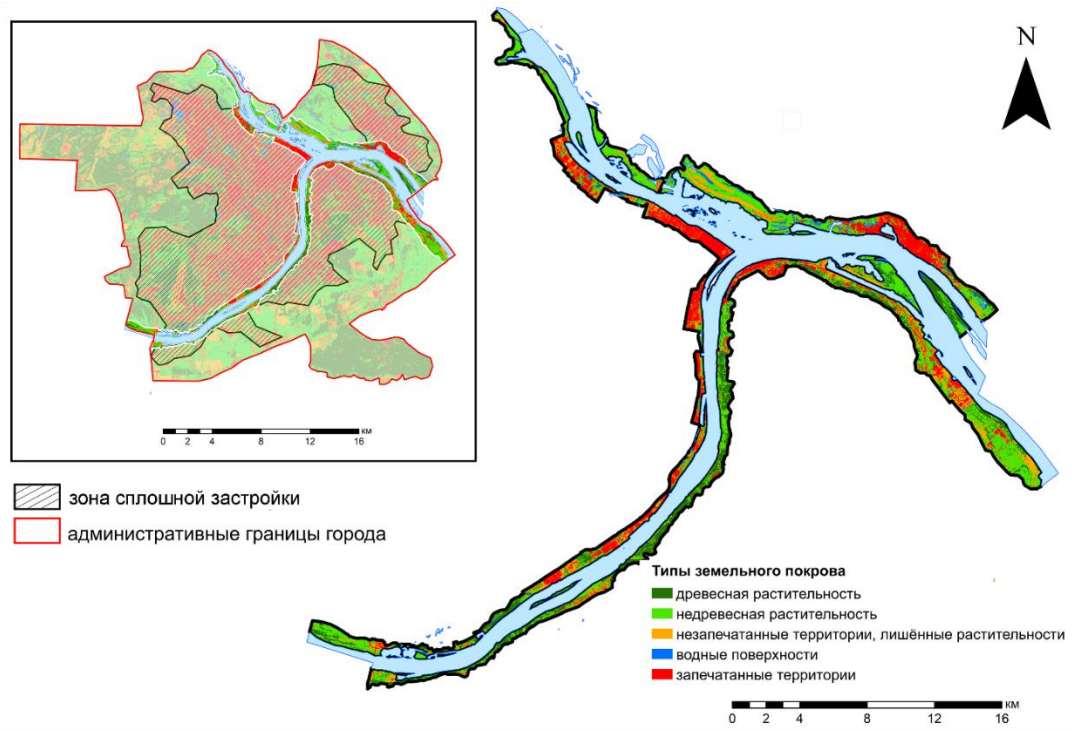 N
км
0 2 4 8 12 16
зона сплошной застройки
административные границы города
Типы земельного покрова
древесная растительность
недревесная растительность
незапечатанные территории, лишённые растительности
водные поверхности
запечатанные территории
км
0 2 4 8 12 16